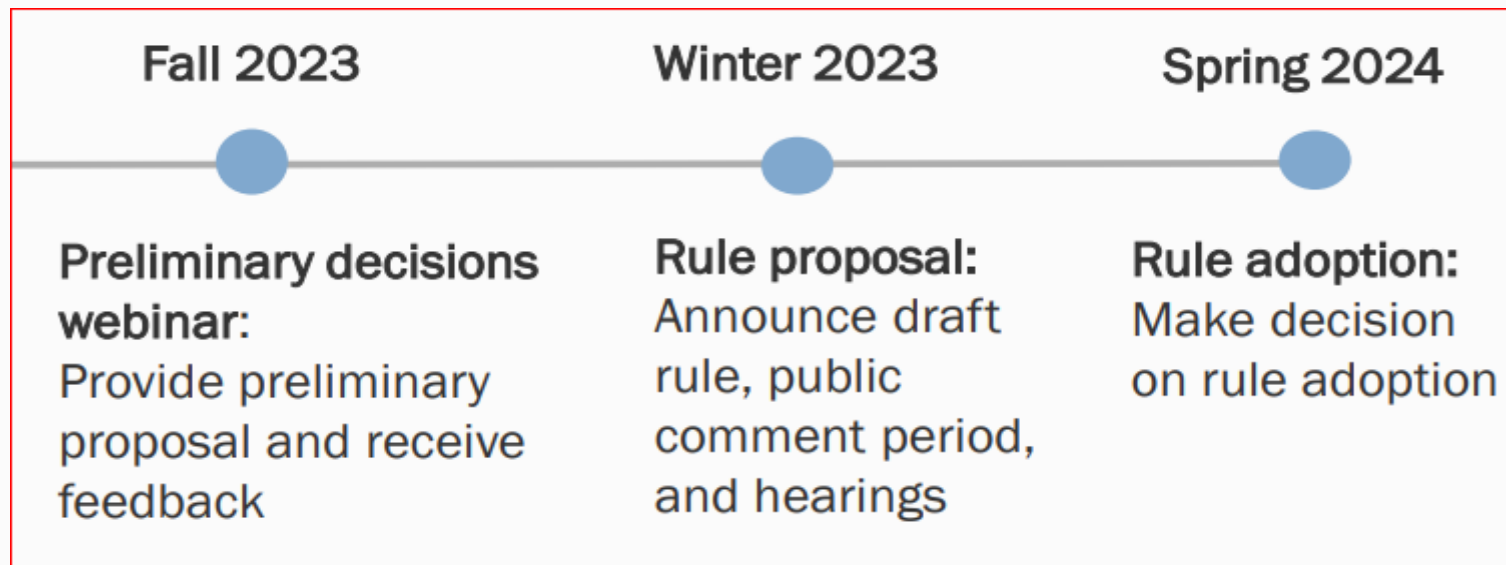 Fall 2023
Preliminary decisions
webinar:
Provide preliminary
proposal and receive
feedback
Winter 2023
Rule proposal:
Announce draft
rule, public
comment period,
and hearings
Spring 2024
Rule adoption:
Make decision
on rule adoption